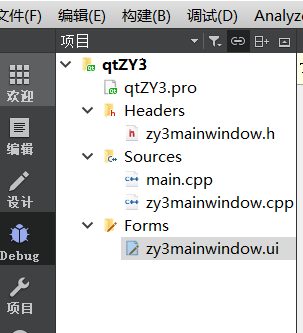 文件(F) 编辑(E) 构建(B) 调试(D) Analyze
项目
欢迎
编辑
设计
Debug
项目
qtZY3
qtZY3.pro
Headers
zy3mainwindow.h
Sources
main.cpp
zy3mainwindow.cpp
Forms
zy3mainwindow.ui